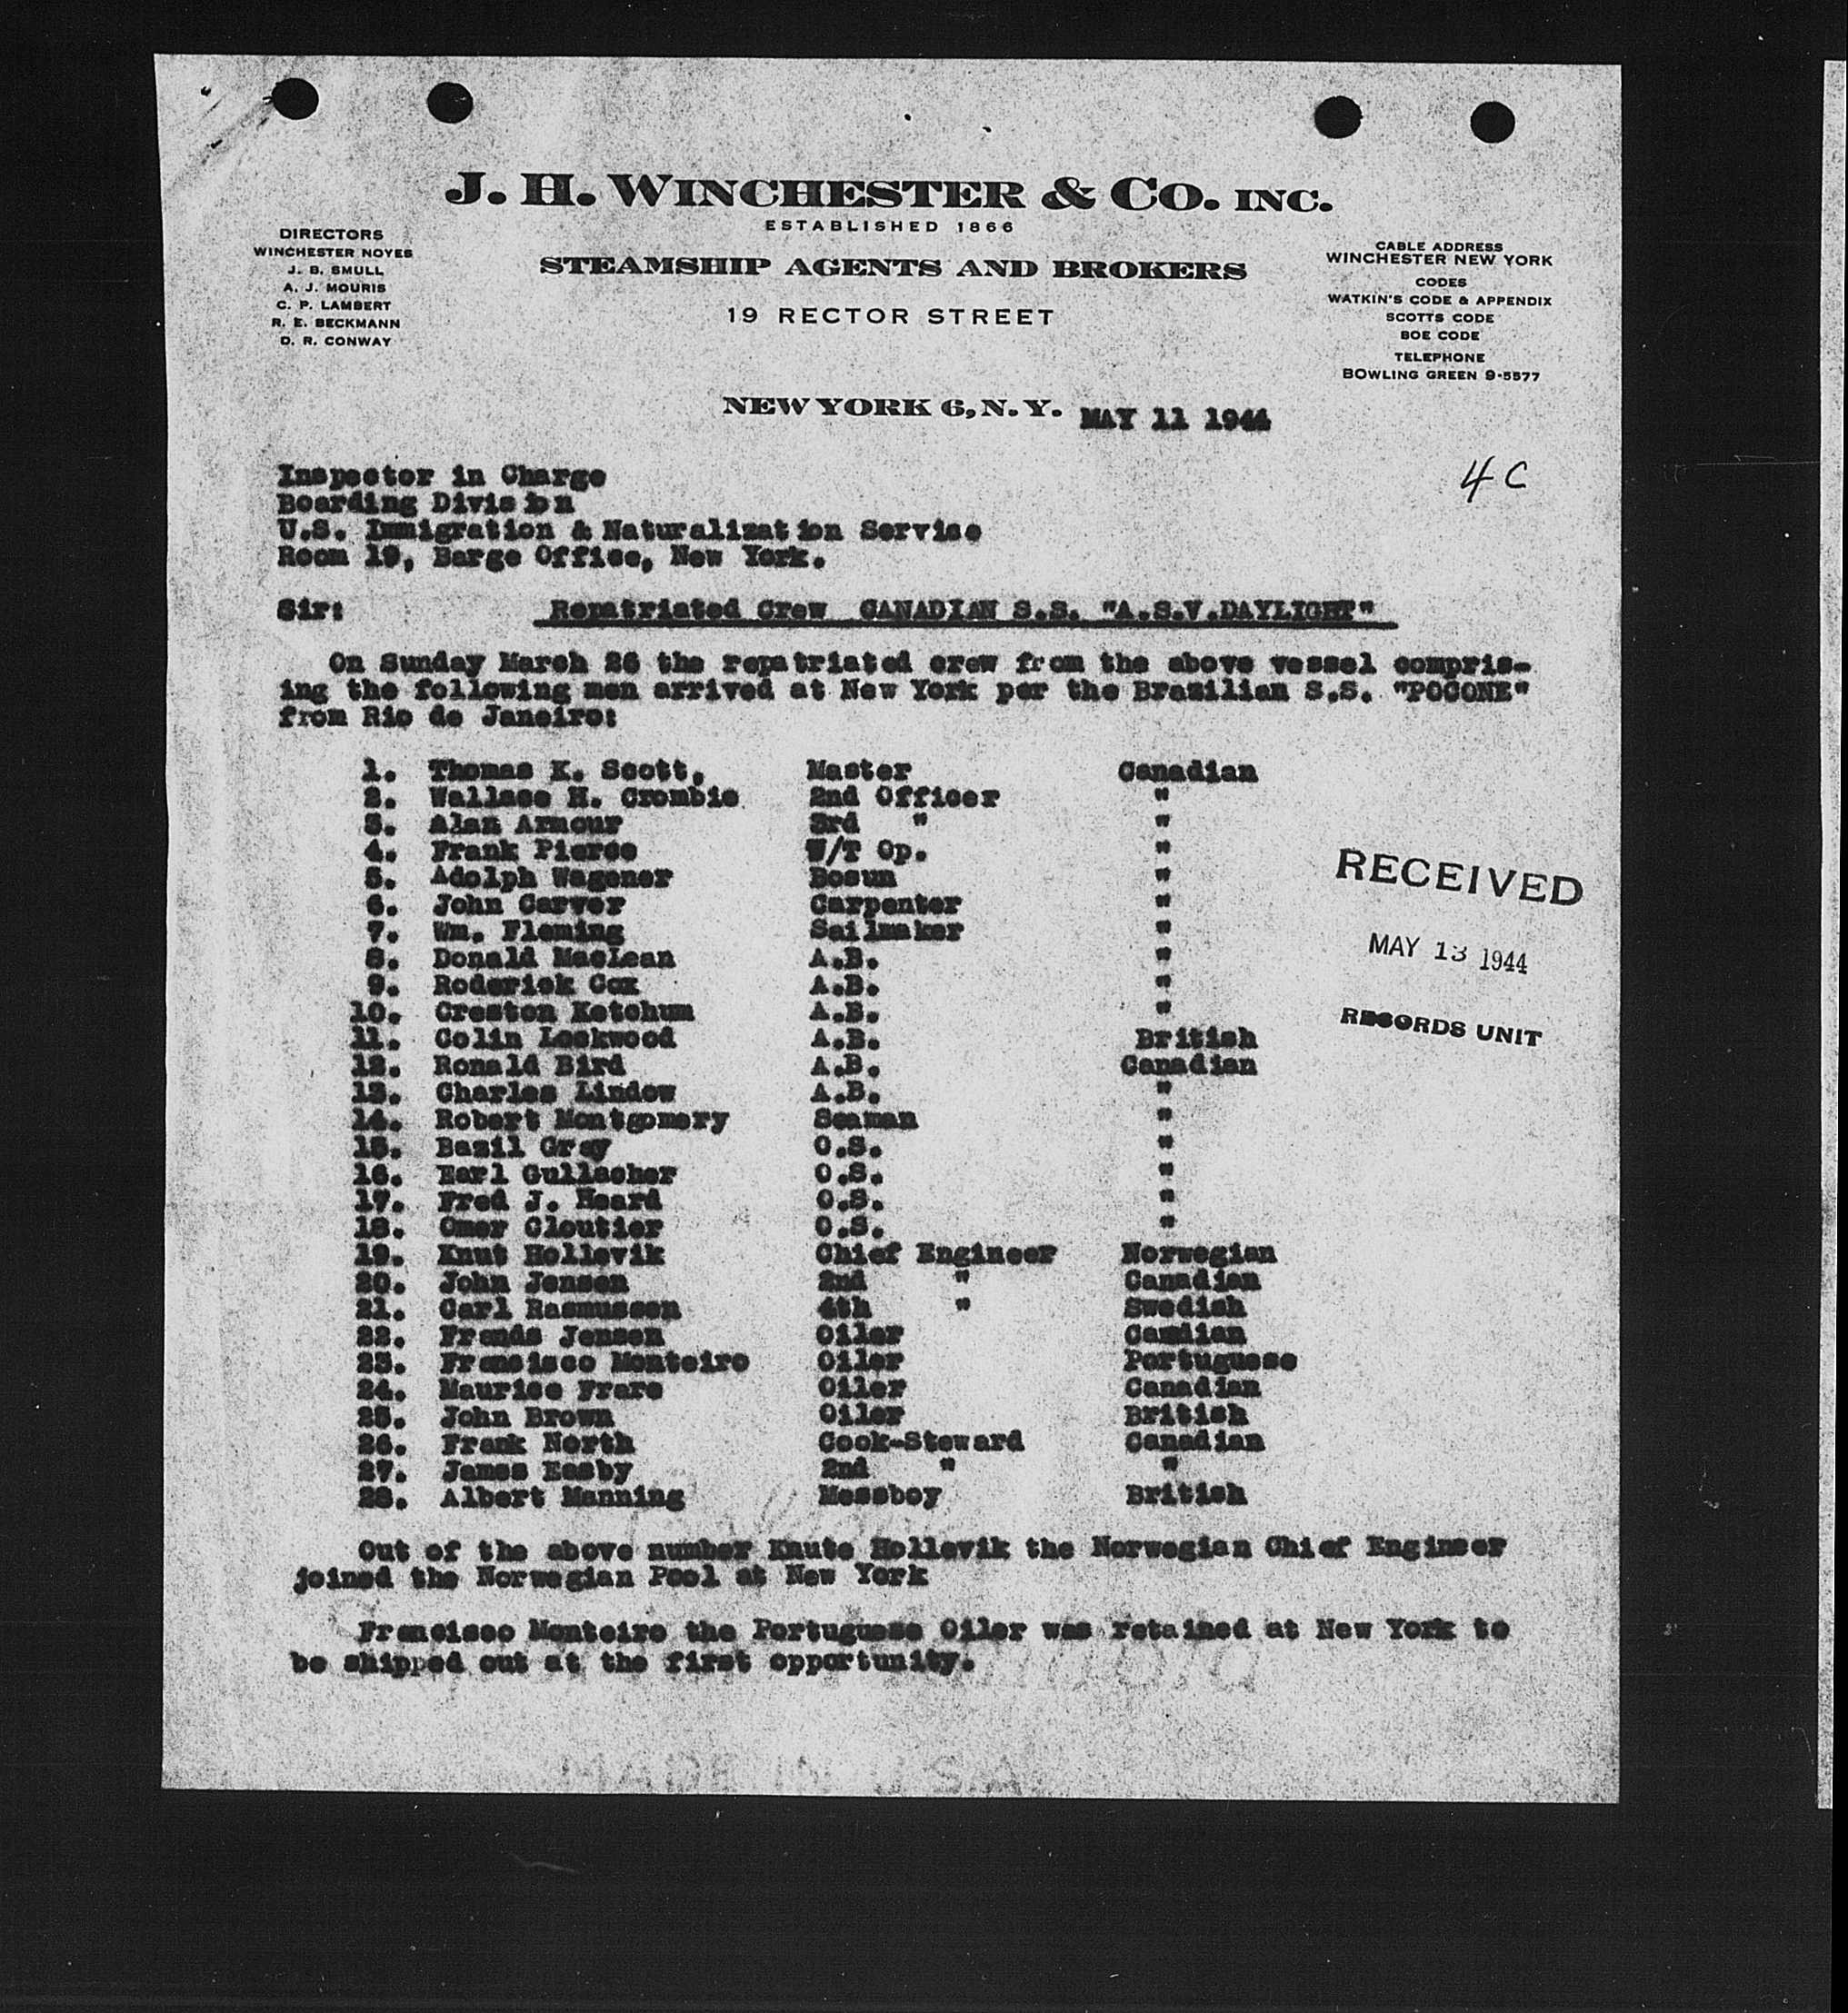 J. H. WINCHESTER & CO. INC.
ESTABLISHED 1866
STEAMSHIP AGENTS AND BROKERS
19 RECTOR STREET
DIRECTORS
WINCHESTER NOYES
J. B. SMULL
A. J. MOURIS
C. P. LAMBERT
R. E. BECKMANN
D. R. CONWAY
CABLE ADDRESS
WINCHESTER NEW YORK
CODES
WATKIN'S CODE & APPENDIX
SCOTTS CODE
BOE CODE
TELEPHONE
BOWLING GREEN 9-5577
NEW YORK 6, N. Y. MAY 11 1944
4 C
Inspector in Charge
Boarding Division
U.S. Immigration & Naturalization Service
Room 19, Barge Office, New York.
Sir: Repatriated Crew CANADIAN S.S. "A.S.V.DAYLIGHT"
On Sunday March 26 the repatriated crew from the above vessel compris-
ing the following men arrived at New York per the Brazilian S.S. "POCONE"
from Rio de Janeiro:
1. Thomas K. Scott, Master Canadian
2. Wallace H. Crombie 2nd Officer "
3. Alan Armour 3rd " "
4. Frank Pierce W/T Op. "
5. Adolph Wagener Bosun "
6. John Carver Carpenter "
7. Wm. Fleming Sailmaker "
8. Donald MacLean A.B. "
9. Roderick Cox A.B. "
10. Creston Ketchum A.B. "
11. Colin Lockwood A.B. British
12. Ronald Bird A.B. Canadian
13. Charles Lindow A.B. "
14. Robert Montgomery Seaman "
15. Bazil Gray O.S. "
16. Earl Gullacher O.S. "
17. Fred J. Heard O.S. "
18. Omer Cloutier O.S. "
19. Knut Hollevik Chief Engineer Norwegian
20. John Jensen 2nd " Canadian
21. Carl Rasmussen 4th " Swedish
22. Frands Jensen Oiler Camdian
23. Francisco Monteiro Oiler Portuguese
24. Maurice Frare Oiler Canadian
25. John Brown Oiler British
26. Frank North Cook-Steward Canadian
27. James Easby 2nd " "
28. Albert Manning Messboy British
RECEIVED
MAY 13 1944
RECORDS UNIT
Out of the above number Knute Hollevik the Norwegian Chief Engineer
joined the Norwegian Pool at New York
Francisco Monteiro the Portuguese Oiler was retained at New York to
be shipped out at the first opportunity.
MADE IN U.S.A.